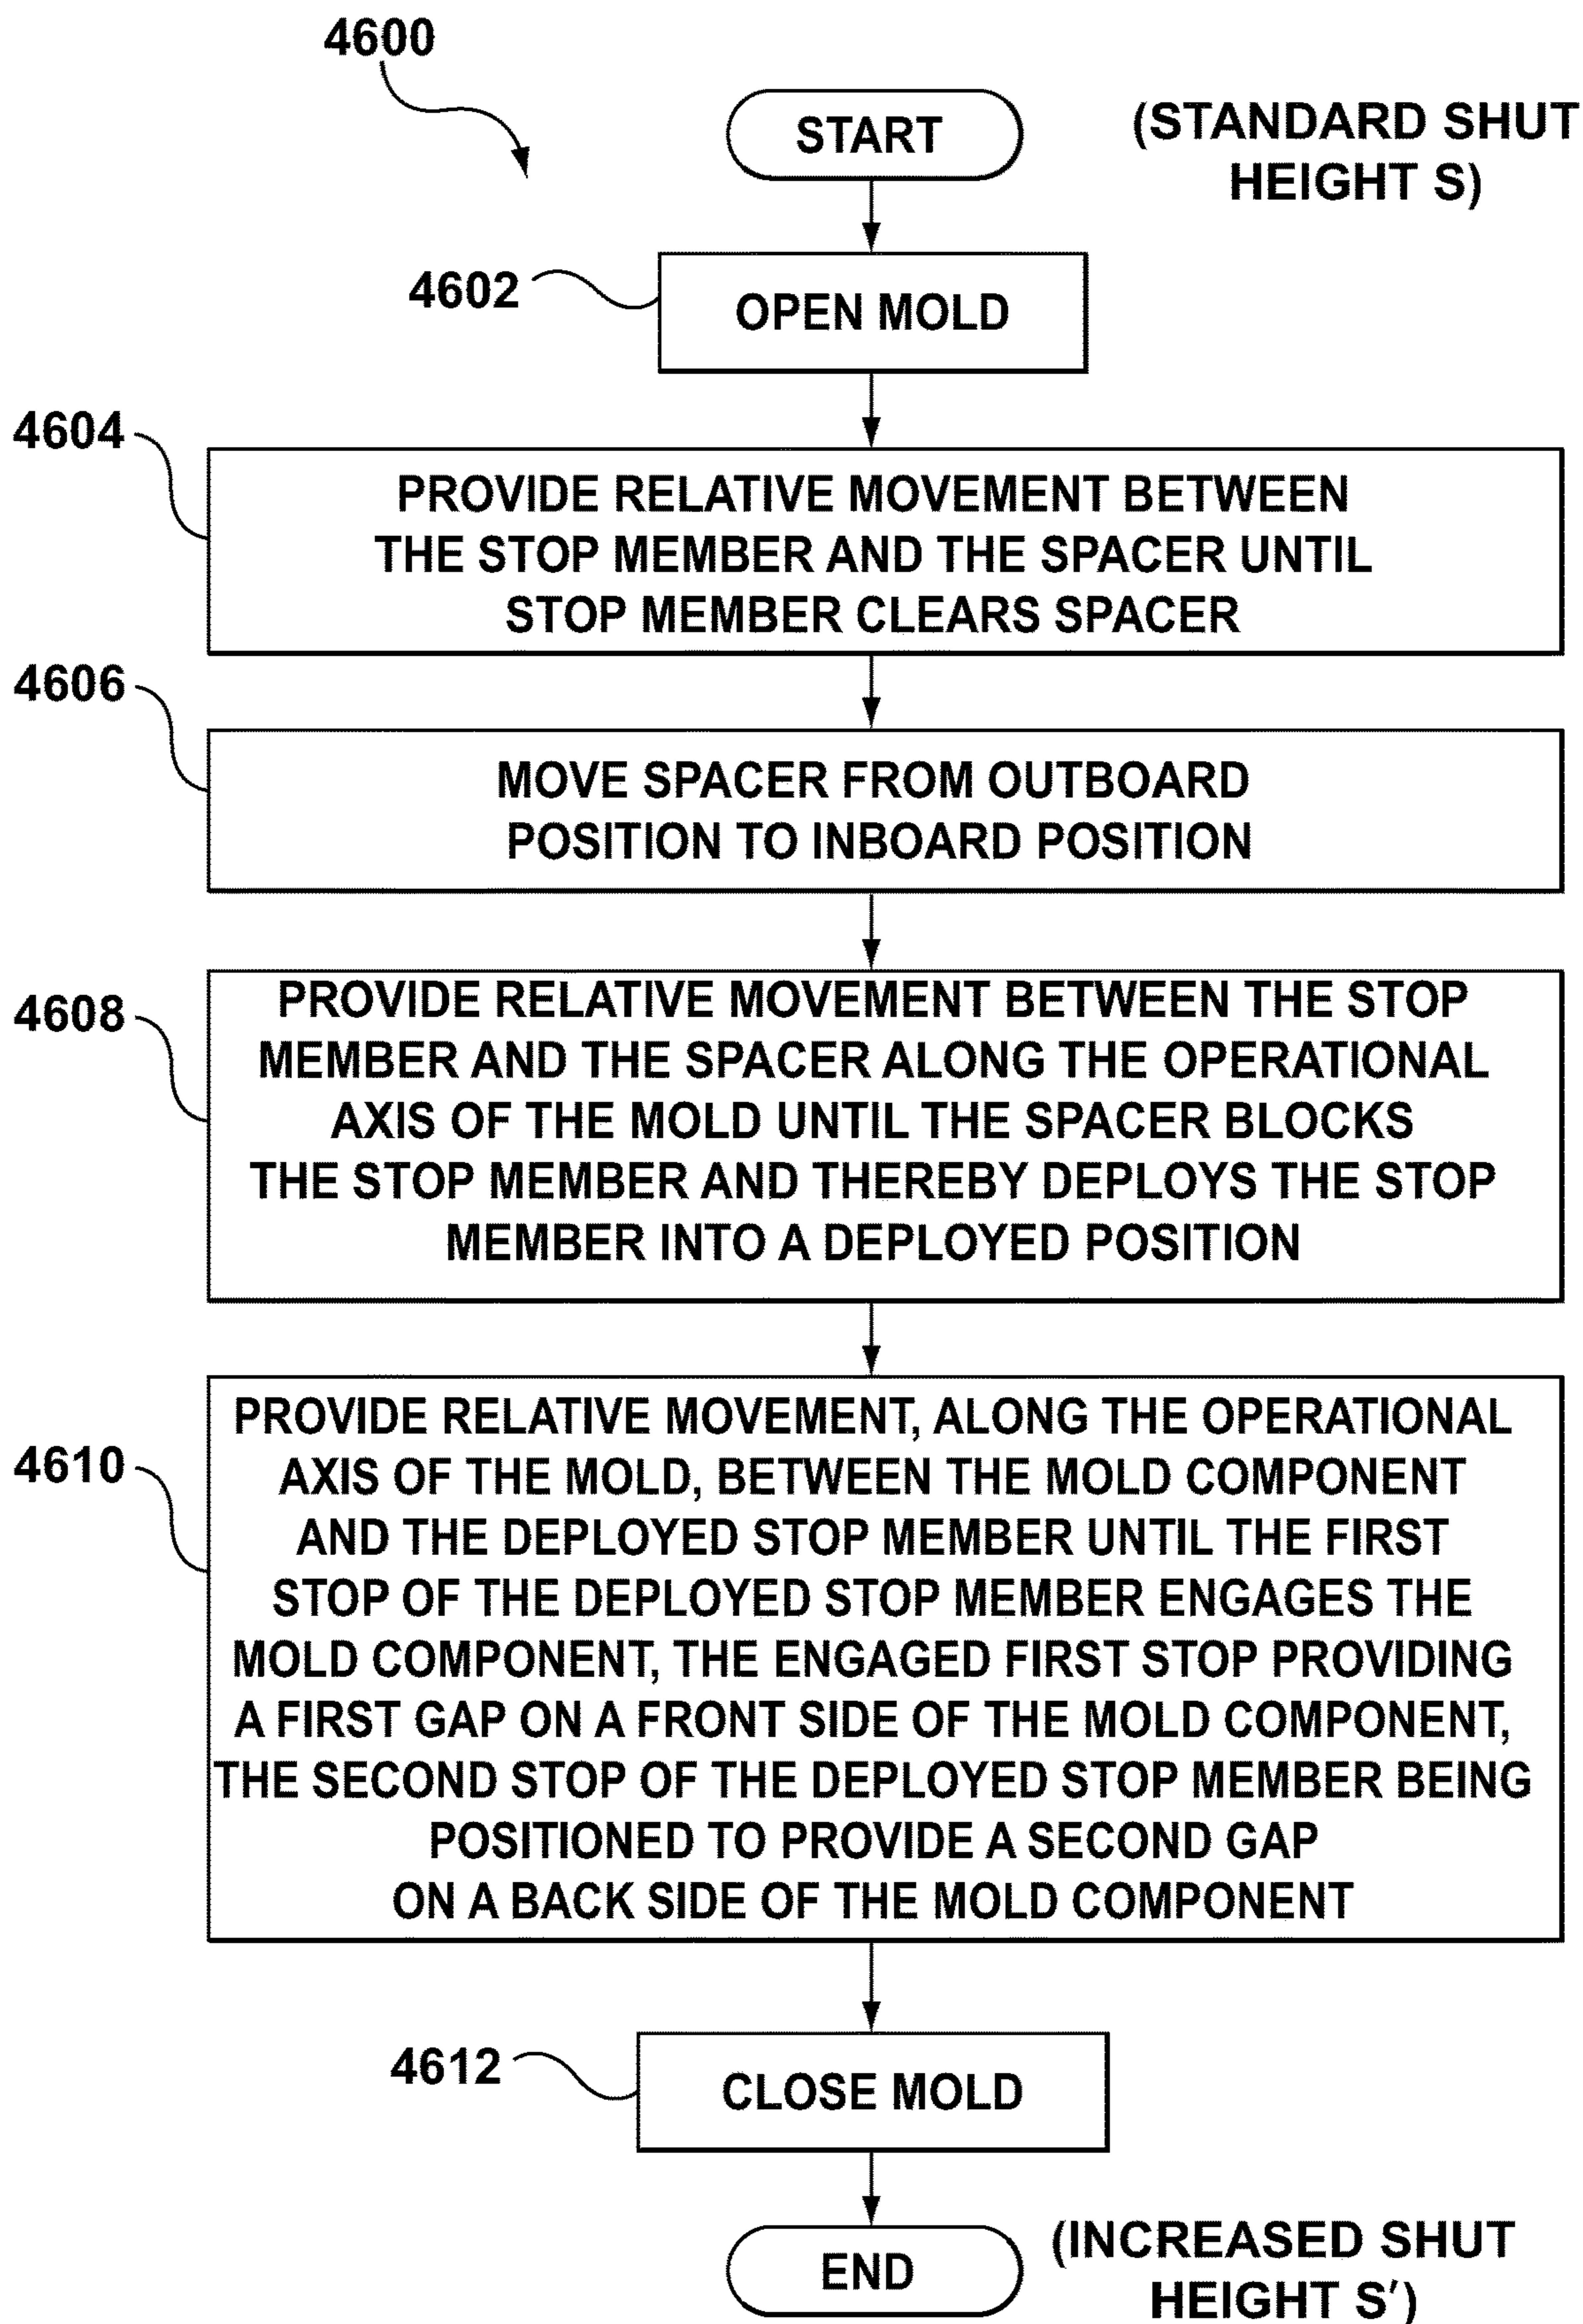 4600
START
(STANDARD SHUT
HEIGHT S)
4602
OPEN MOLD
4604
PROVIDE RELATIVE MOVEMENT BETWEEN
THE STOP MEMBER AND THE SPACER UNTIL
STOP MEMBER CLEARS SPACER
4606
MOVE SPACER FROM OUTBOARD
POSITION TO INBOARD POSITION
4608
PROVIDE RELATIVE MOVEMENT BETWEEN THE STOP
MEMBER AND THE SPACER ALONG THE OPERATIONAL
AXIS OF THE MOLD UNTIL THE SPACER BLOCKS
THE STOP MEMBER AND THEREBY DEPLOYS THE STOP
MEMBER INTO A DEPLOYED POSITION
4610
PROVIDE RELATIVE MOVEMENT, ALONG THE OPERATIONAL
AXIS OF THE MOLD, BETWEEN THE MOLD COMPONENT
AND THE DEPLOYED STOP MEMBER UNTIL THE FIRST
STOP OF THE DEPLOYED STOP MEMBER ENGAGES THE
MOLD COMPONENT, THE ENGAGED FIRST STOP PROVIDING
A FIRST GAP ON A FRONT SIDE OF THE MOLD COMPONENT,
THE SECOND STOP OF THE DEPLOYED STOP MEMBER BEING
POSITIONED TO PROVIDE A SECOND GAP
ON A BACK SIDE OF THE MOLD COMPONENT
4612
CLOSE MOLD
END
(INCREASED SHUT
HEIGHT S′)